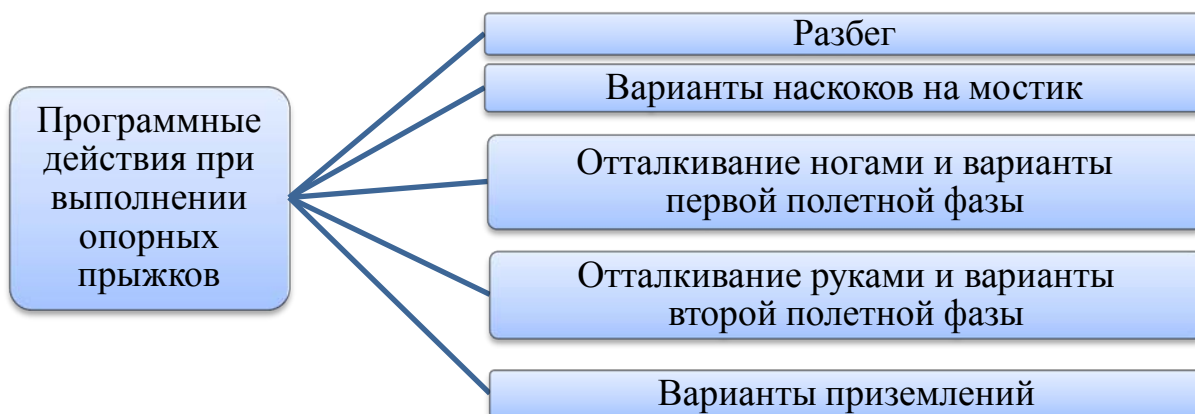 Программные
действия при
выполнении
опорных
прыжков
Разбег
Варианты наскоков на мостик
Отталкивание ногами и варианты
первой полетной фазы
Отталкивание руками и варианты
второй полетной фазы
Варианты приземлений